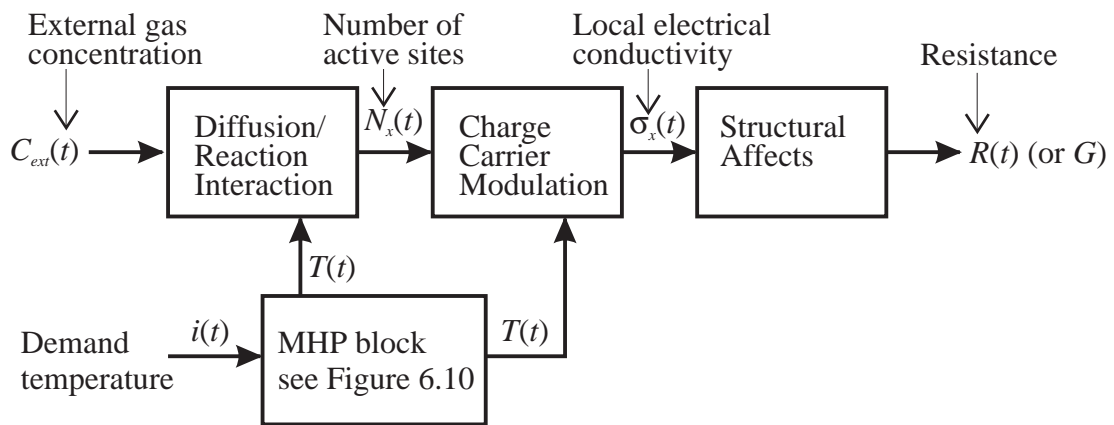 External gas
concentration
Number of
active sites
Local electrical
conductivity
Resistance
C_ext(t)
Diffusion/
Reaction
Interaction
N_x(t)
Charge
Carrier
Modulation
σ_x(t)
Structural
Affects
R(t) (or G)
T(t)
Demand
temperature
i(t)
MHP block
see Figure 6.10
T(t)